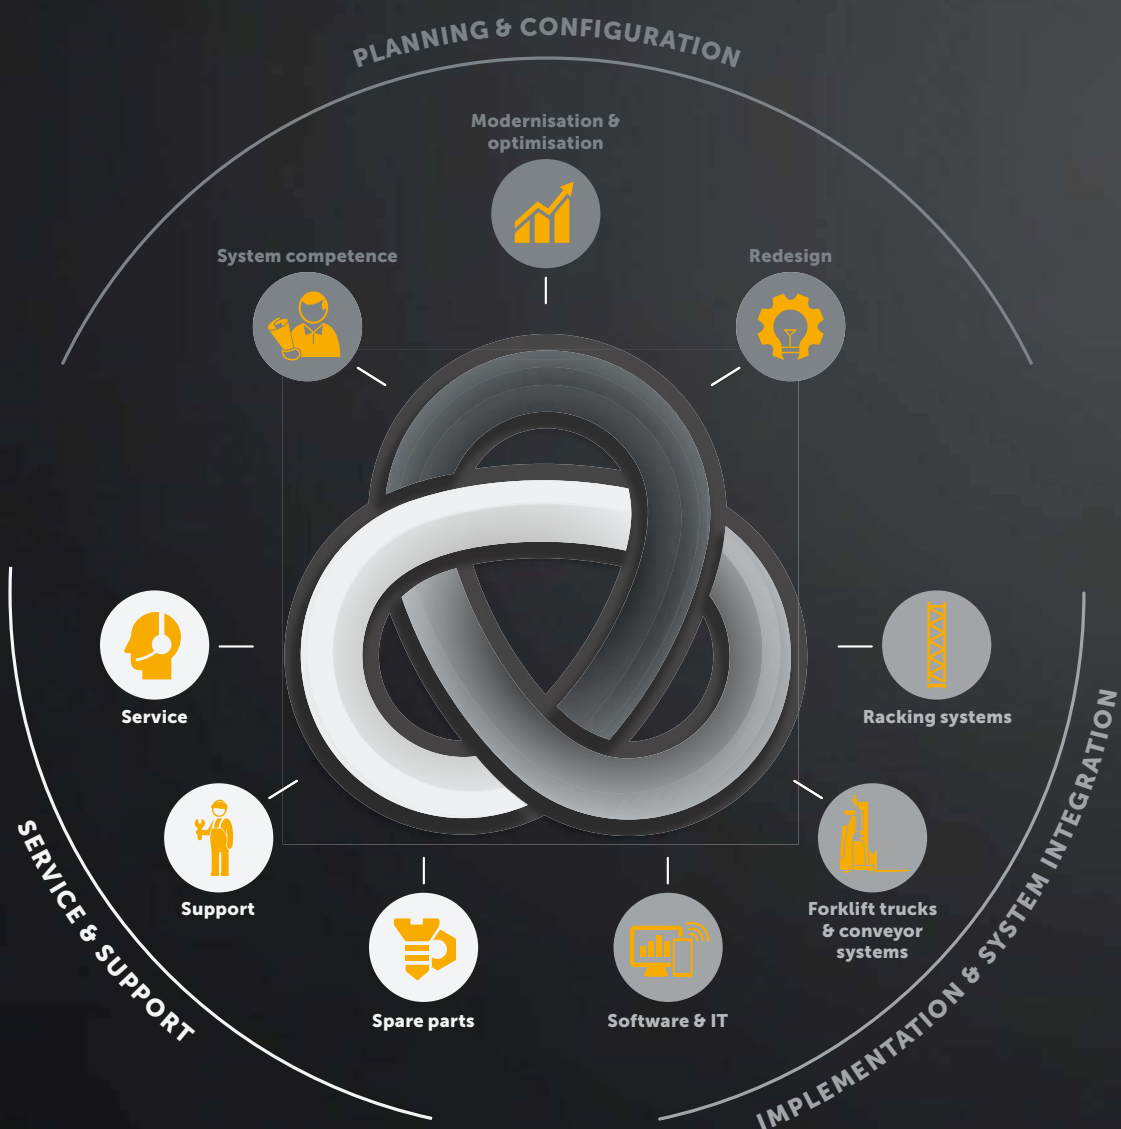 PLANNING & CONFIGURATION
Modernisation &
optimisation
System competence
Redesign
Service
Racking systems
Support
Forklift trucks
& conveyor
systems
Spare parts
Software & IT
SERVICE & SUPPORT
IMPLEMENTATION & SYSTEM INTEGRATION